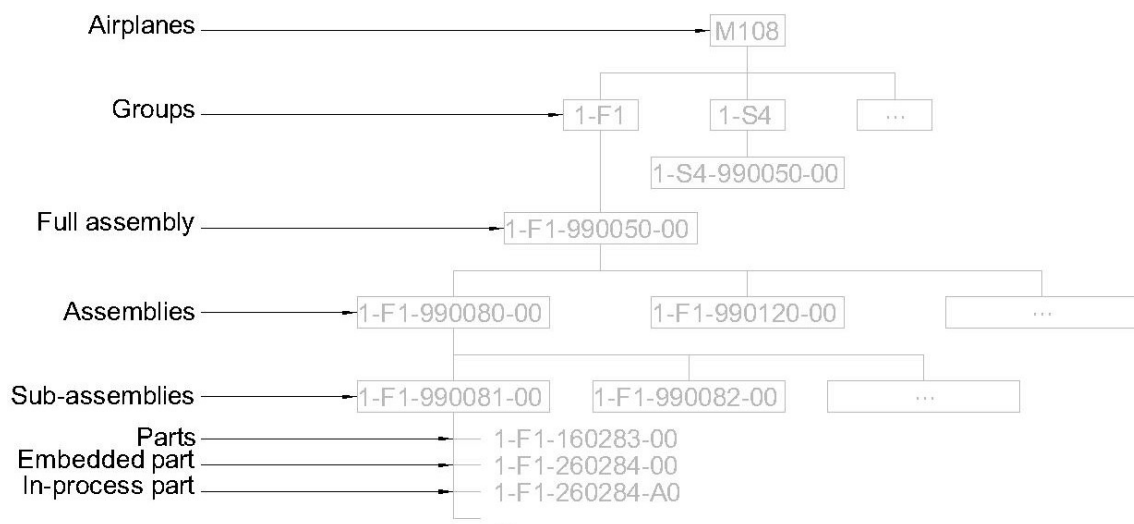 Airplanes M108
Groups 1-F1 1-S4 ...
1-S4-990050-00
Full assembly 1-F1-990050-00
Assemblies 1-F1-990080-00 1-F1-990120-00 ...
Sub-assemblies 1-F1-990081-00 1-F1-990082-00 ...
Parts 1-F1-160283-00
Embedded part 1-F1-260284-00
In-process part 1-F1-260284-A0